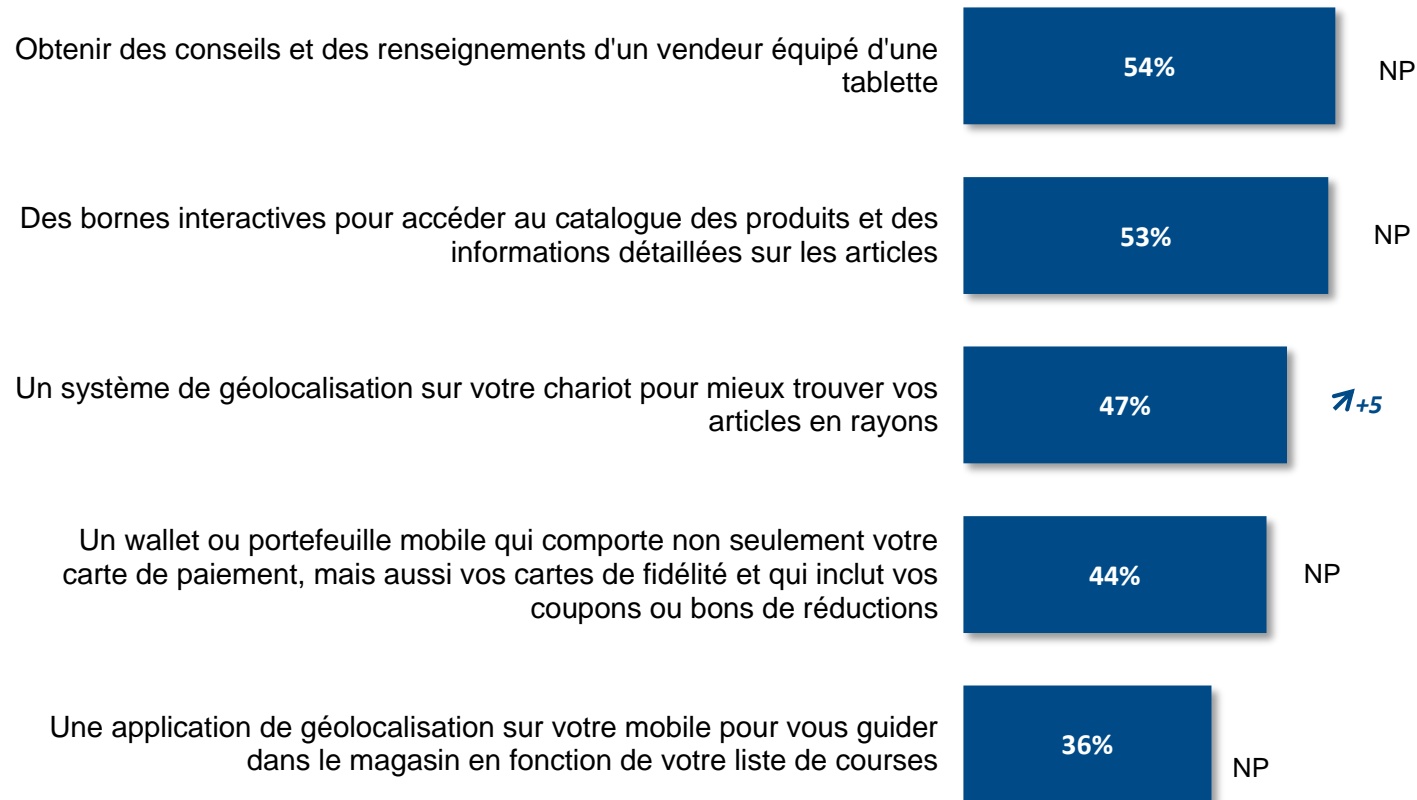 Obtenir des conseils et des renseignements d'un vendeur équipé d'une
tablette
54%
NP
Des bornes interactives pour accéder au catalogue des produits et des
informations détaillées sur les articles
53%
NP
Un système de géolocalisation sur votre chariot pour mieux trouver vos
articles en rayons
47%
+5
Un wallet ou portefeuille mobile qui comporte non seulement votre
carte de paiement, mais aussi vos cartes de fidélité et qui inclut vos
coupons ou bons de réductions
44%
NP
Une application de géolocalisation sur votre mobile pour vous guider
dans le magasin en fonction de votre liste de courses
36%
NP